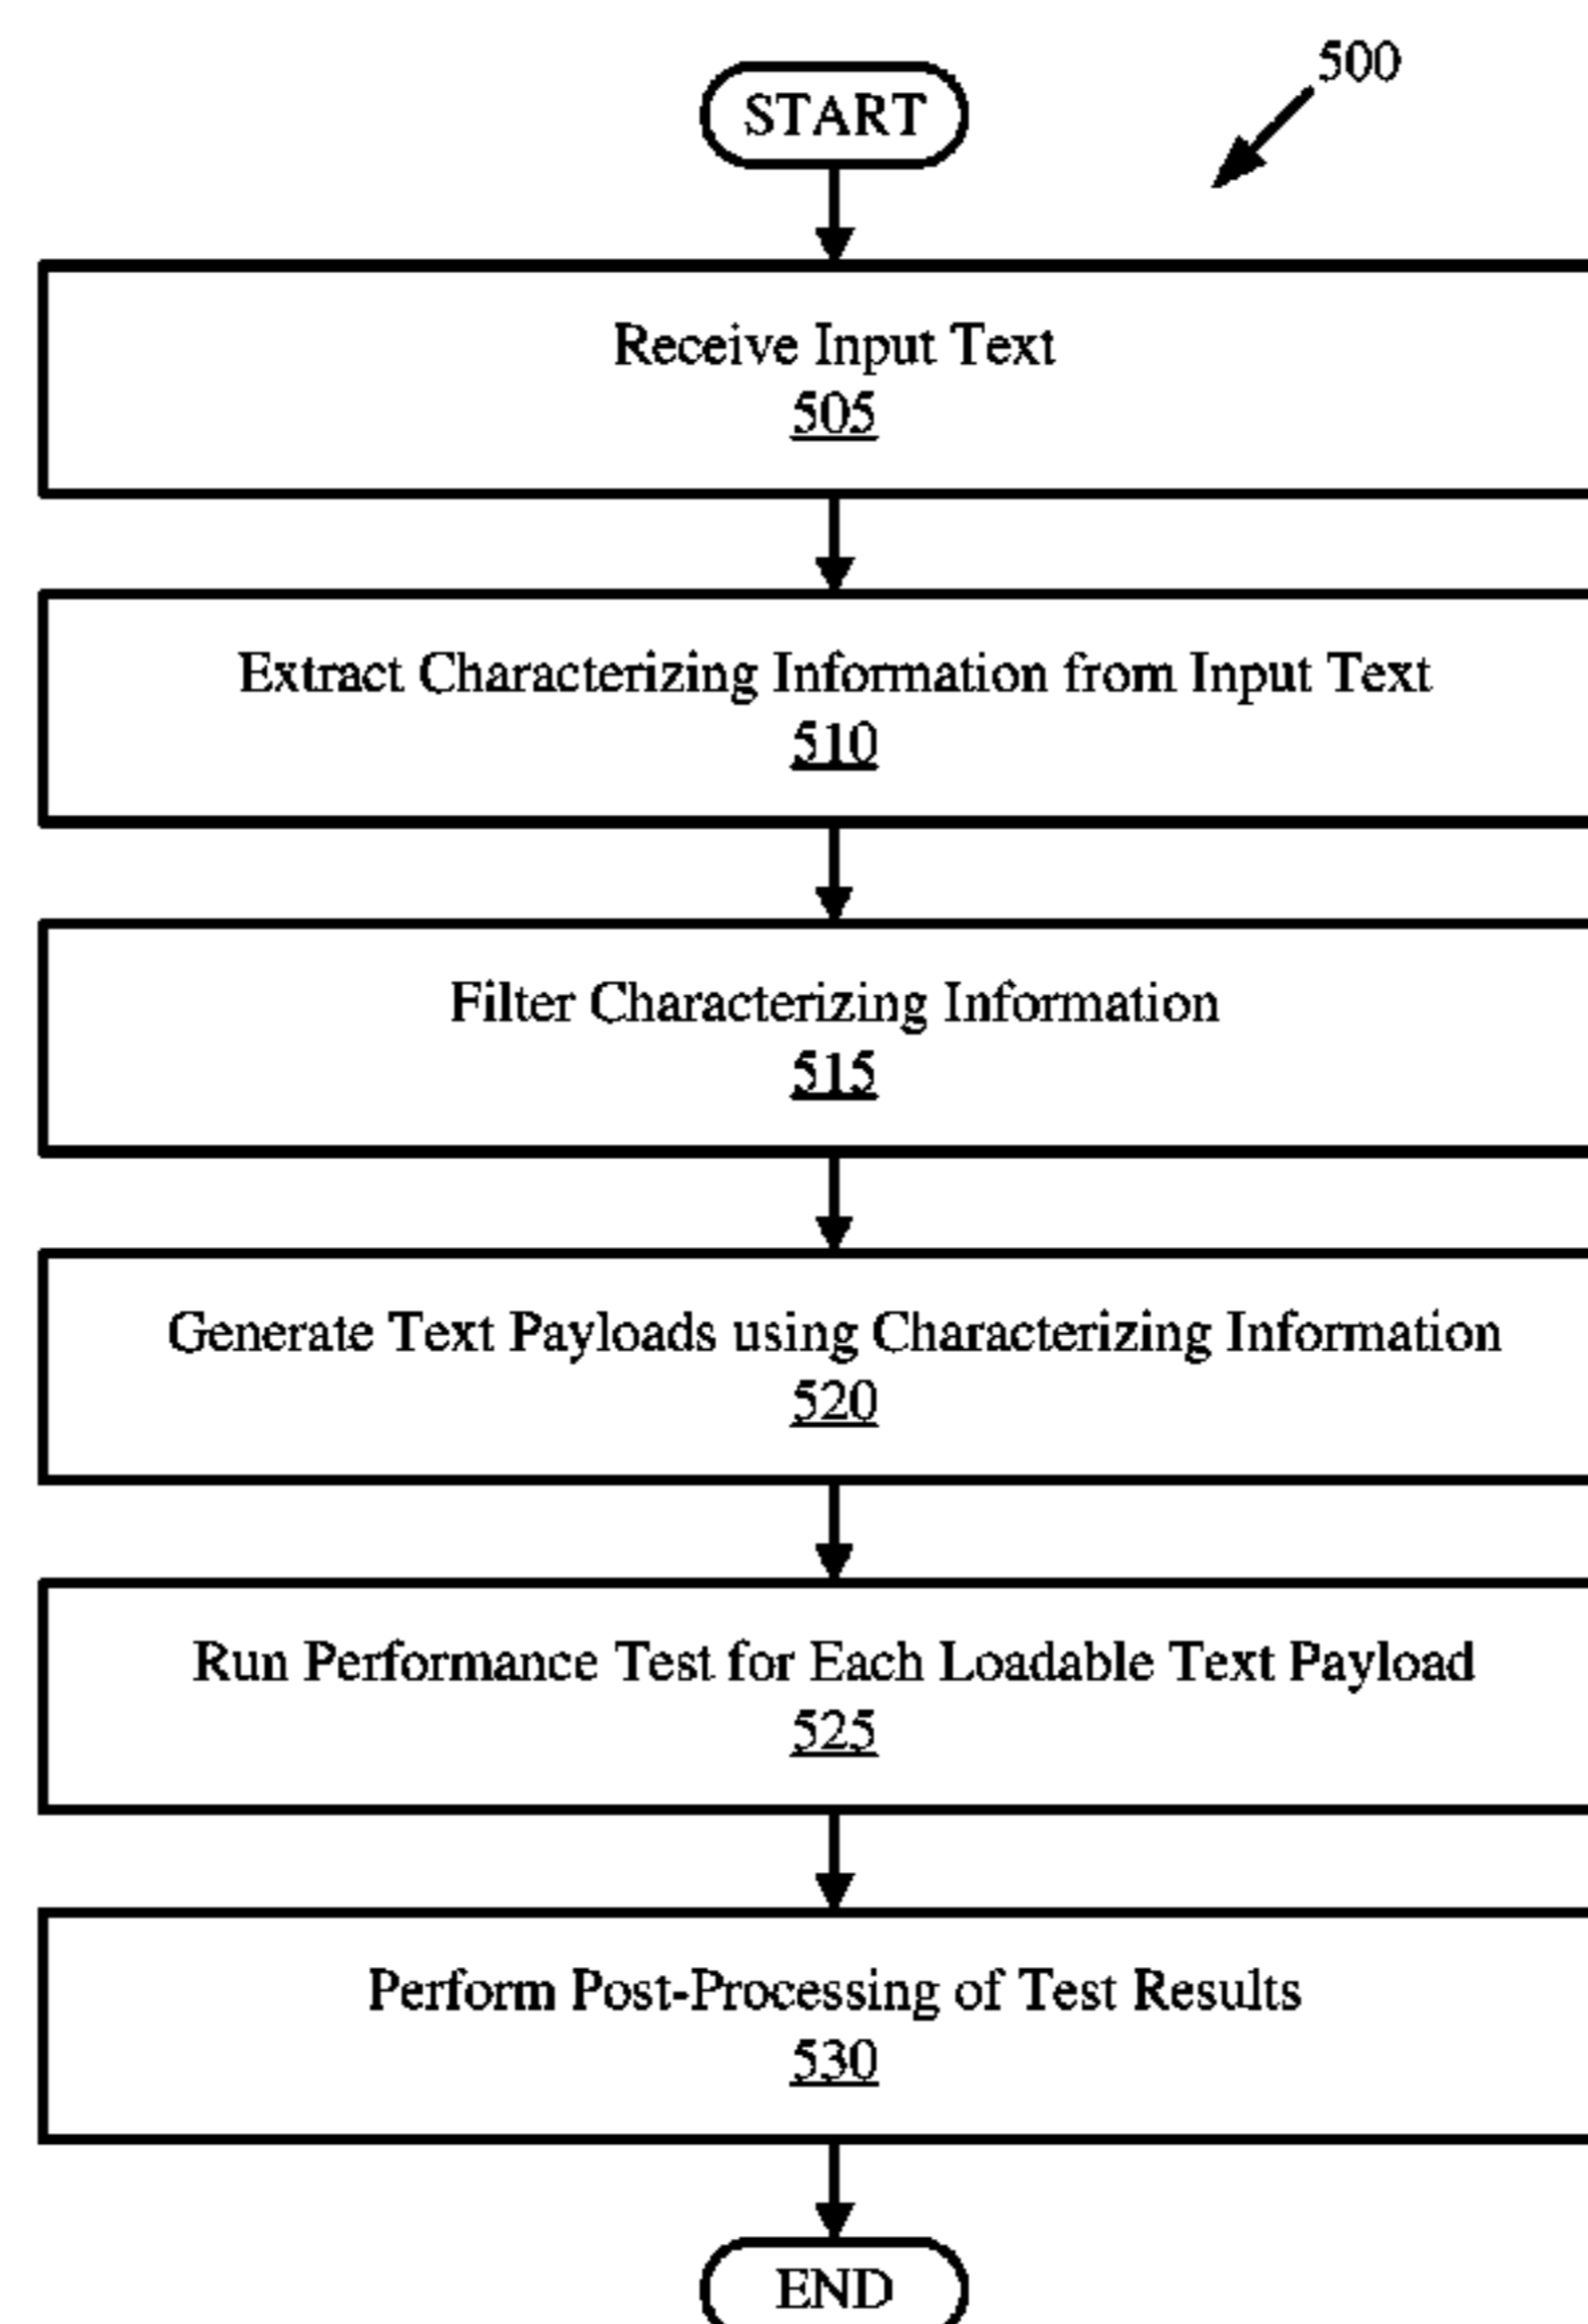 500
START
Receive Input Text
505
Extract Characterizing Information from Input Text
510
Filter Characterizing Information
515
Generate Text Payloads using Characterizing Information
520
Run Performance Test for Each Loadable Text Payload
525
Perform Post-Processing of Test Results
530
END